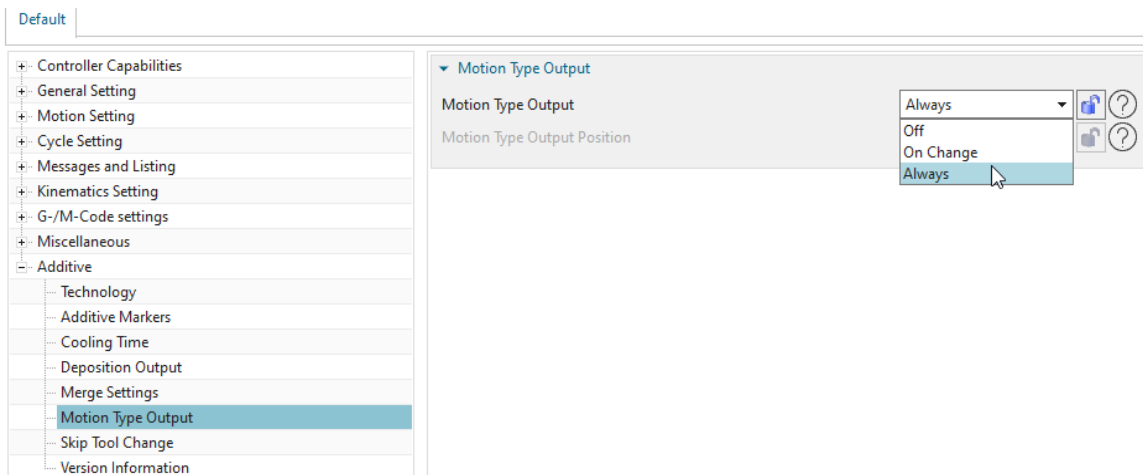 Default
Controller Capabilities
General Setting
Motion Setting
Cycle Setting
Messages and Listing
Kinematics Setting
G-/M-Code settings
Miscellaneous
Additive
Technology
Additive Markers
Cooling Time
Deposition Output
Merge Settings
Motion Type Output
Skip Tool Change
Version Information
Motion Type Output
Motion Type Output Always ?
Motion Type Output Position ?
Off
On Change
Always